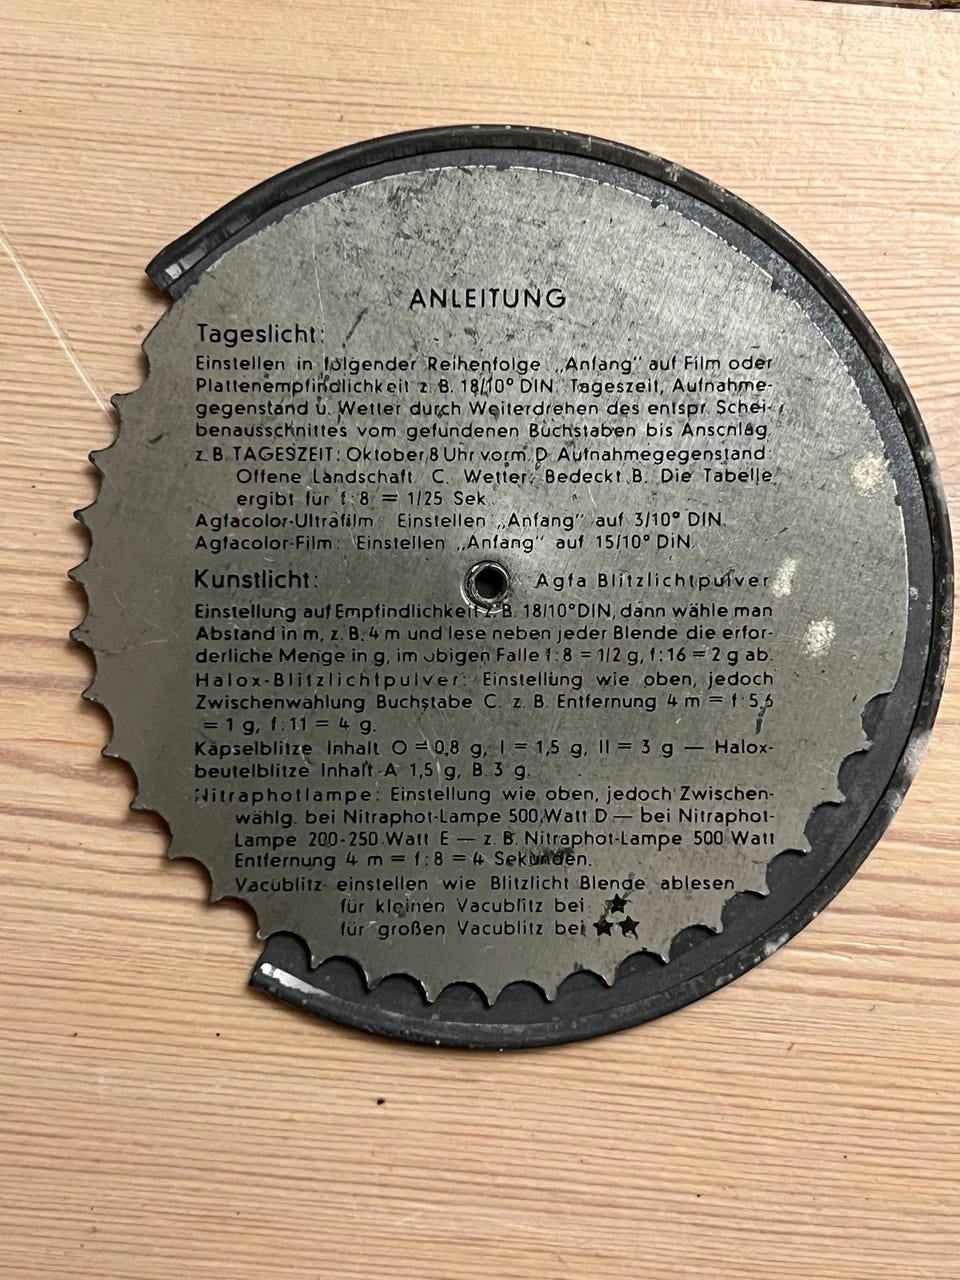 ANLEITUNG
Tageslicht:
Einstellen in folgender Reihenfolge: „Anfang" auf Film oder
Plattenempfindlichkeit z. B. 18/10° DIN. Tageszeit, Aufnahme-
gegenstand u. Wetter durch Weiterdrehen des entspr. Schei-
benausschnittes vom gefundenen Buchstaben bis Anschlag.
z. B. TAGESZEIT: Oktober 8 Uhr vorm. D Aufnahmegegenstand:
Offene Landschaft. C. Wetter: Bedeckt B. Die Tabelle
ergibt für f:8 = 1/25 Sek.
Agfacolor-Ultrafilm: Einstellen „Anfang" auf 3/10° DIN.
Agfacolor-Film: Einstellen „Anfang" auf 15/10° DIN.
Kunstlicht: Agfa Blitzlichtpulver
Einstellung auf Empfindlichkeit z. B. 18/10°DIN, dann wähle man
Abstand in m, z. B. 4 m und lese neben jeder Blende die erfor-
derliche Menge in g, im obigen Falle f:8 = 1/2 g, f:16 = 2 g ab.
Halox-Blitzlichtpulver: Einstellung wie oben, jedoch
Zwischenwählung Buchstabe C. z. B. Entfernung 4 m = f:5,6
= 1 g, f:11 = 4 g.
Kapselblitze Inhalt O = 0,8 g, I = 1,5 g, II = 3 g — Halox-
beutelblitze Inhalt A 1,5 g, B 3 g.
Nitraphotlampe: Einstellung wie oben, jedoch Zwischen-
wählg. bei Nitraphot-Lampe 500 Watt D — bei Nitraphot-
Lampe 200-250 Watt E — z. B. Nitraphot-Lampe 500 Watt
Entfernung 4 m = f:8 = 4 Sekunden.
Vacublitz einstellen wie Blitzlicht Blende ablesen
für kleinen Vacublitz bei ★
für großen Vacublitz bei ★★